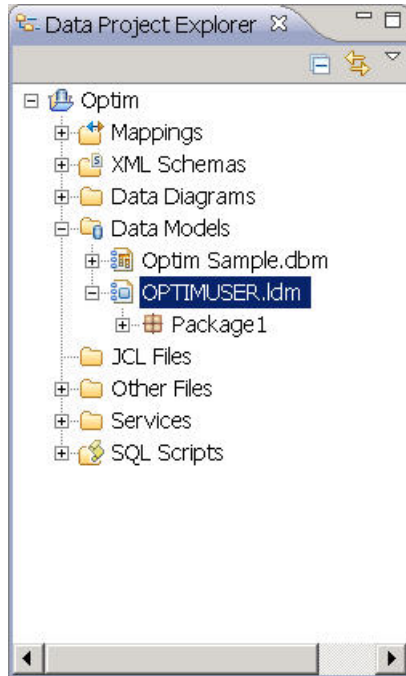 Data Project Explorer
Optim
Mappings
XML Schemas
Data Diagrams
Data Models
Optim Sample.dbm
OPTIMUSER.ldm
Package1
JCL Files
Other Files
Services
SQL Scripts